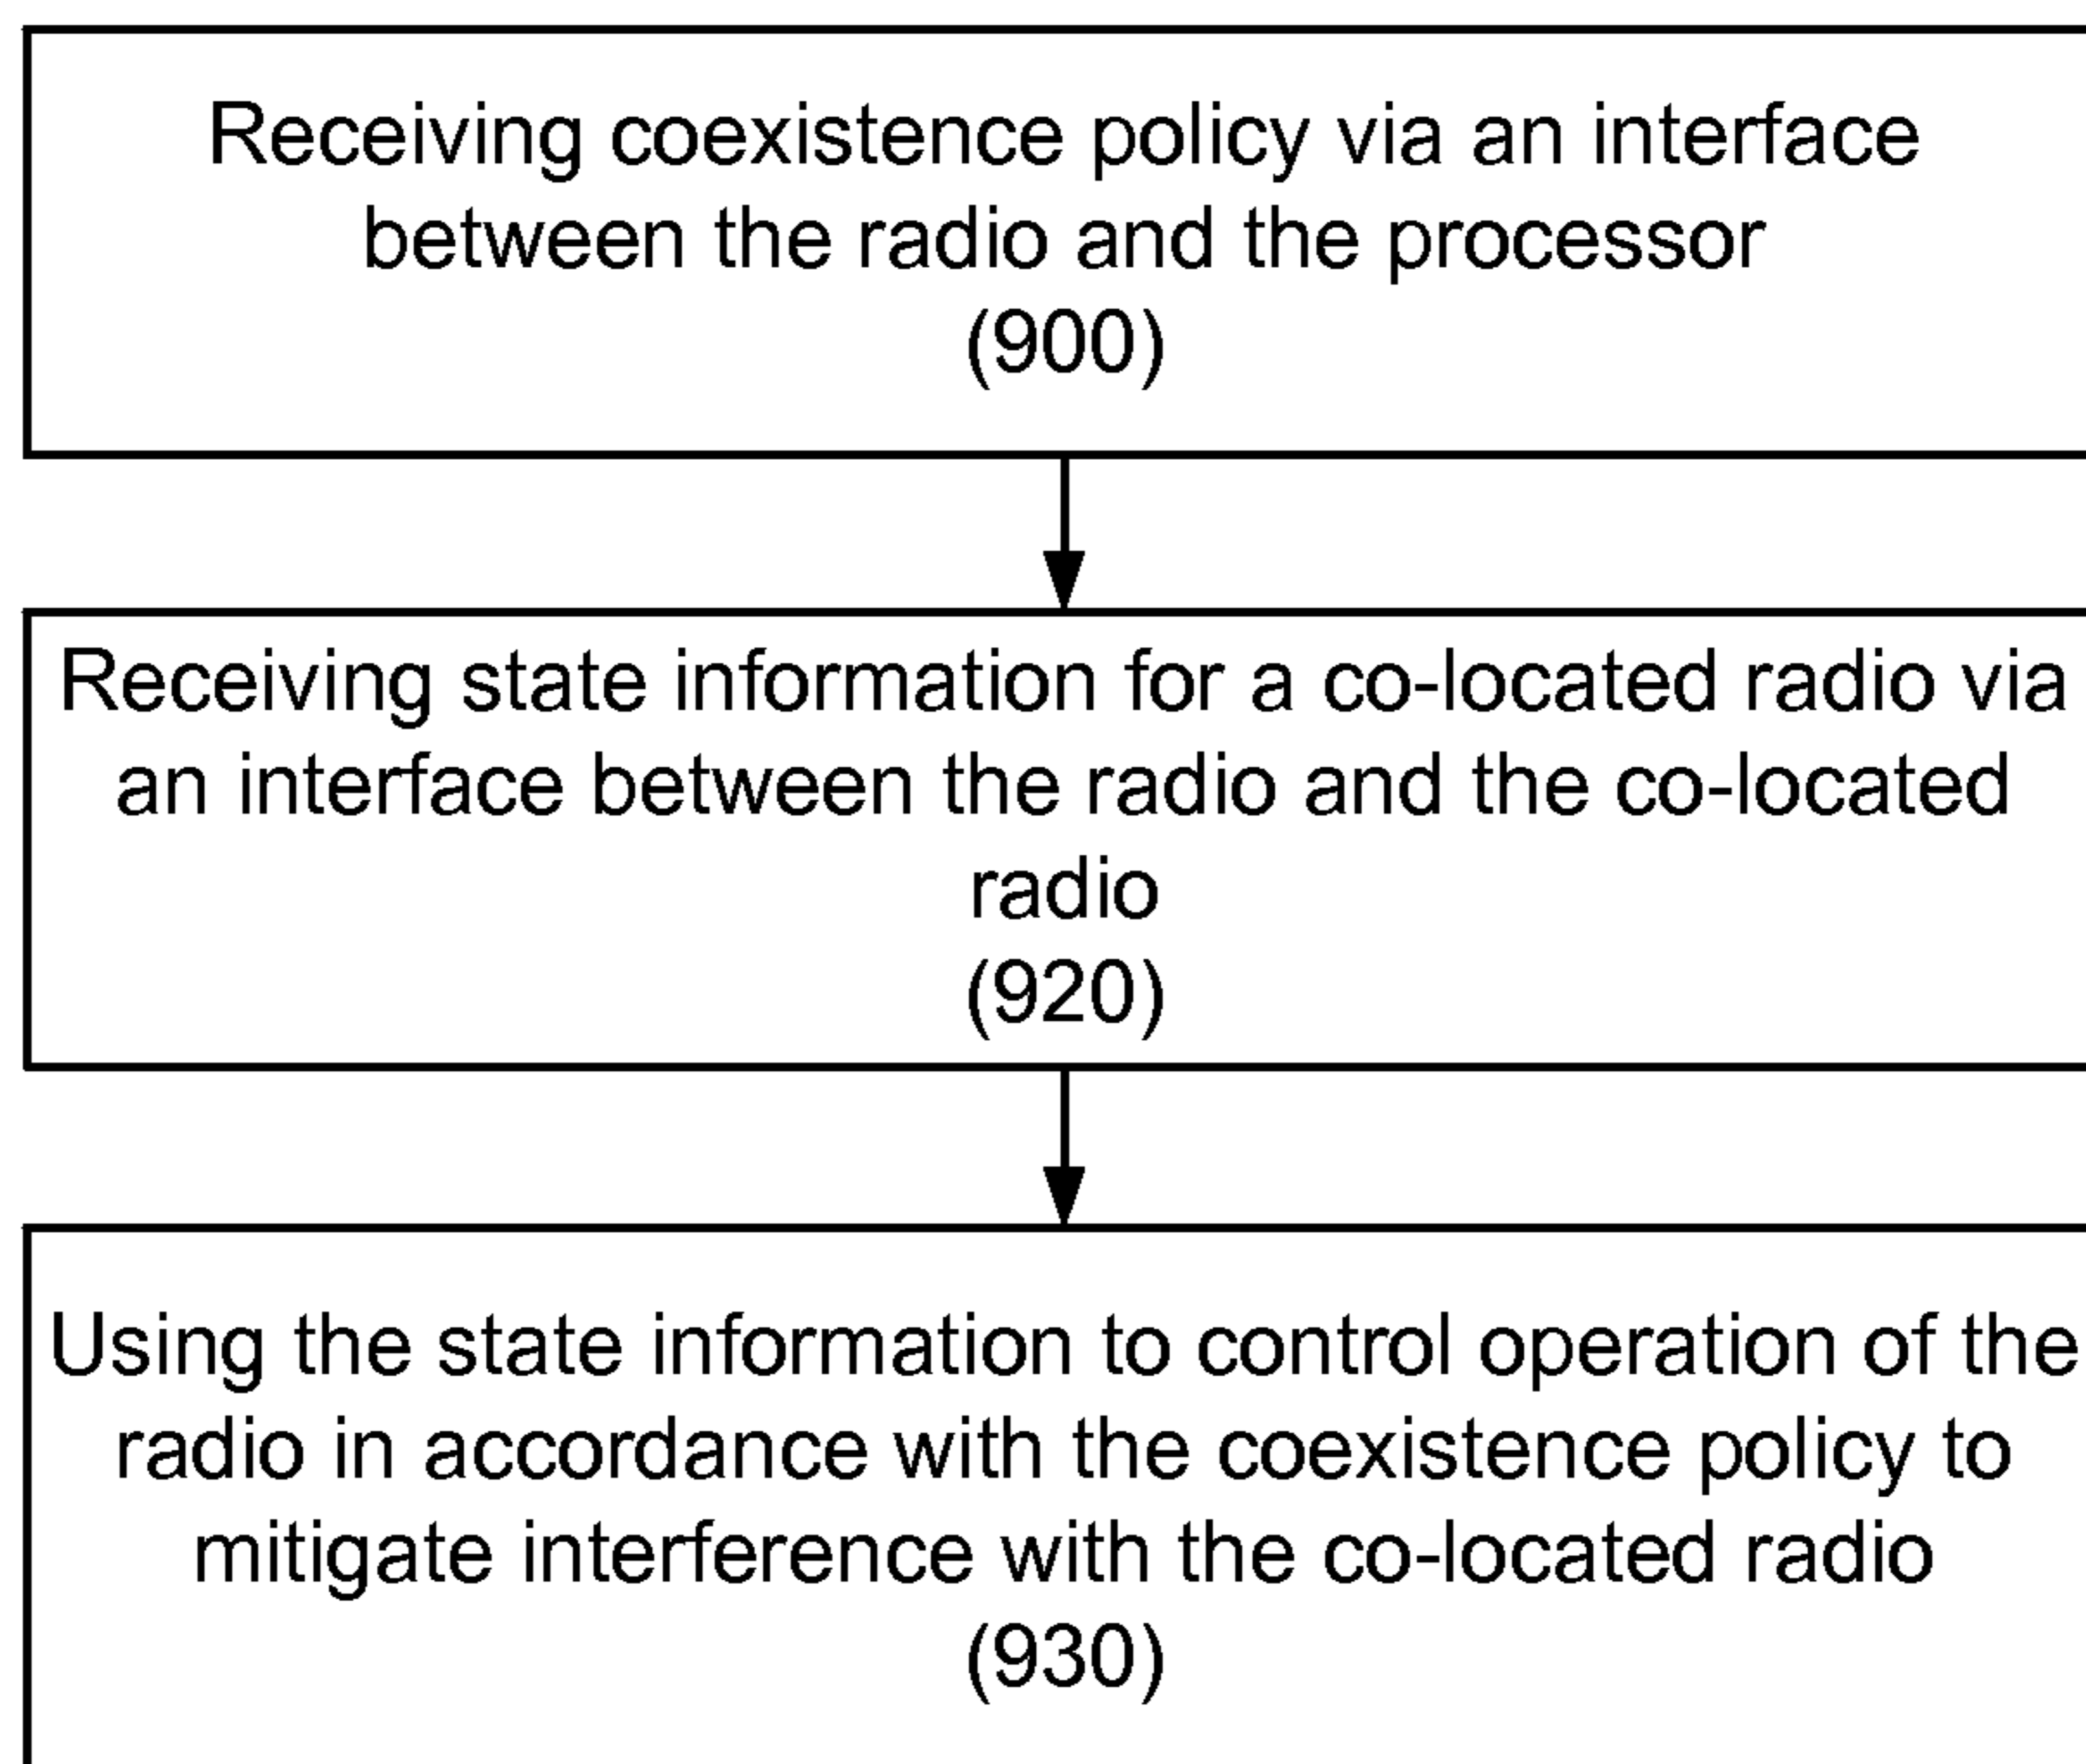 Receiving coexistence policy via an interface
between the radio and the processor
(900)
Receiving state information for a co-located radio via
an interface between the radio and the co-located
radio
(920)
Using the state information to control operation of the
radio in accordance with the coexistence policy to
mitigate interference with the co-located radio
(930)